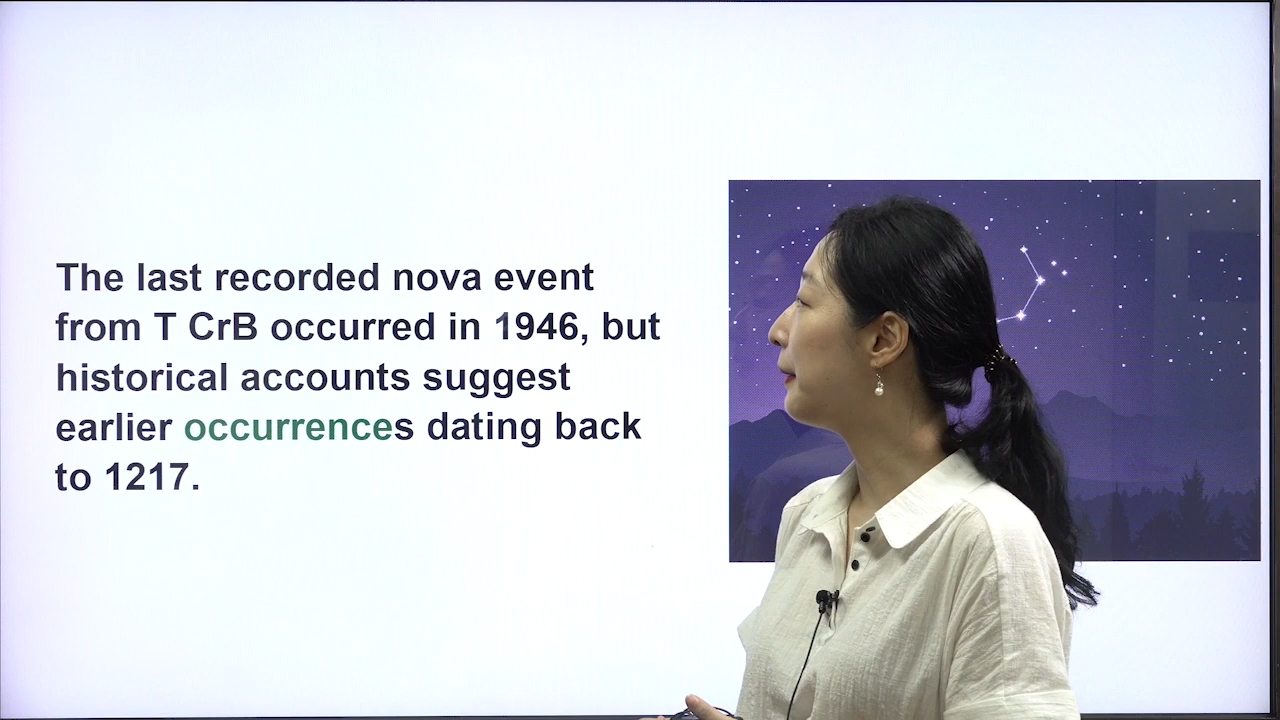 The last recorded nova event
from T CrB occurred in 1946, but
historical accounts suggest
earlier occurrences dating back
to 1217.